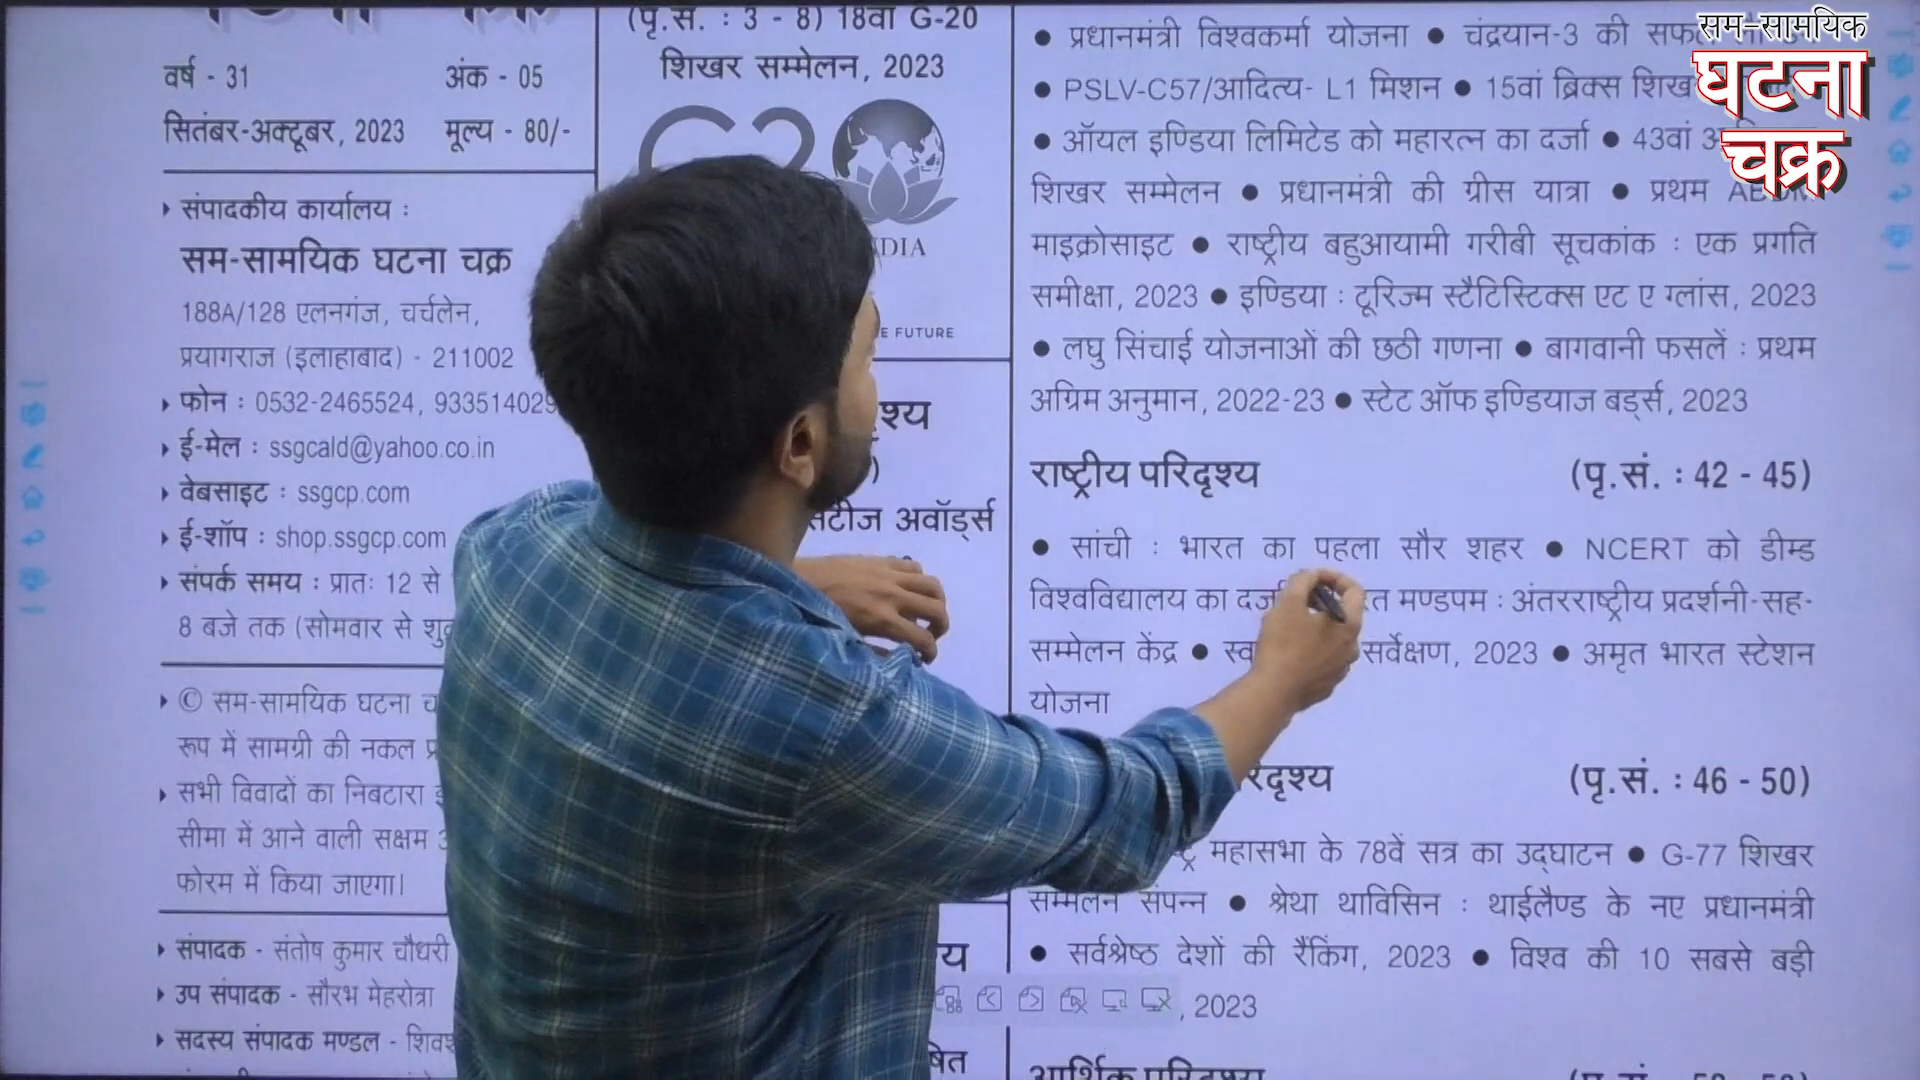 वर्ष - 31 अंक - 05
सितंबर-अक्टूबर, 2023 मूल्य - 80/-
संपादकीय कार्यालय :
सम-सामयिक घटना चक्र
188A/128 एलनगंज, चर्चलेन,
प्रयागराज (इलाहाबाद) - 211002
फोन : 0532-2465524, 933514029
ई-मेल : ssgcald@yahoo.co.in
वेबसाइट : ssgcp.com
ई-शॉप : shop.ssgcp.com
संपर्क समय : प्रातः 12 से
8 बजे तक (सोमवार से
© सम-सामयिक घटना
रूप में सामग्री की नकल
सभी विवादों का निबटारा
सीमा में आने वाली सक्षम
फोरम में किया जाएगा।
संपादक - संतोष कुमार चौधरी
उप संपादक - सौरभ मेहरोत्रा
सदस्य संपादक मण्डल -
(पृ.सं. : 3 - 8) 18वां G-20
शिखर सम्मेलन, 2023
E FUTURE
अवॉर्ड्स
● प्रधानमंत्री विश्वकर्मा योजना ● चंद्रयान-3 की
● PSLV-C57/आदित्य- L1 मिशन ● 15वां ब्रिक्स
● ऑयल इण्डिया लिमिटेड को महारत्न का दर्जा ● 43वां
शिखर सम्मेलन ● प्रधानमंत्री की ग्रीस यात्रा ● प्रथम
माइक्रोसाइट ● राष्ट्रीय बहुआयामी गरीबी सूचकांक : एक प्रगति
समीक्षा, 2023 ● इण्डिया : टूरिज्म स्टैटिस्टिक्स एट ए ग्लांस, 2023
● लघु सिंचाई योजनाओं की छठी गणना ● बागवानी फसलें : प्रथम
अग्रिम अनुमान, 2022-23 ● स्टेट ऑफ इण्डियाज बर्ड्स, 2023
राष्ट्रीय परिदृश्य (पृ.सं. : 42 - 45)
● सांची : भारत का पहला सौर शहर ● NCERT को डीम्ड
विश्वविद्यालय का मण्डपम : अंतरराष्ट्रीय प्रदर्शनी-सह-
सम्मेलन केंद्र ● सर्वेक्षण, 2023 ● अमृत भारत स्टेशन
योजना
(पृ.सं. : 46 - 50)
महासभा के 78वें सत्र का उद्घाटन ● G-77 शिखर
सम्मेलन संपन्न ● श्रेथा थाविसिन : थाईलैण्ड के नए प्रधानमंत्री
● सर्वश्रेष्ठ देशों की रैंकिंग, 2023 ● विश्व की 10 सबसे बड़ी
, 2023
आर्थिक परिदृश्य
सम-सामयिक
घटना
चक्र